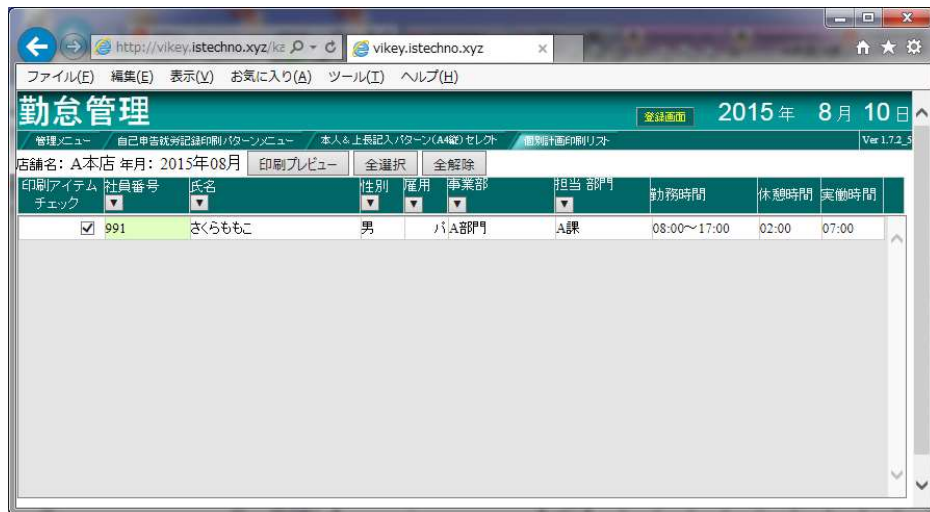 http://vikey.istechno.xyz/kz
vikey.istechno.xyz
ファイル(F) 編集(E) 表示(V) お気に入り(A) ツール(T) ヘルプ(H)
勤怠管理
登録画面
2015年 8月 10日
管理メニュー
自己申告就労記録印刷パターンメニュー
本人&上長記入パターン(A4縦)セレクト
個別計画印刷リスト
Ver 1.7.2_5
店舗名: A本店 年月: 2015年08月 印刷プレビュー 全選択 全解除
印刷アイテムチェック 社員番号 氏名 性別 雇用 事業部 担当 部門 勤務時間 休憩時間 実働時間
991 さくらももこ 男 パ A部門 A課 08:00～17:00 02:00 07:00